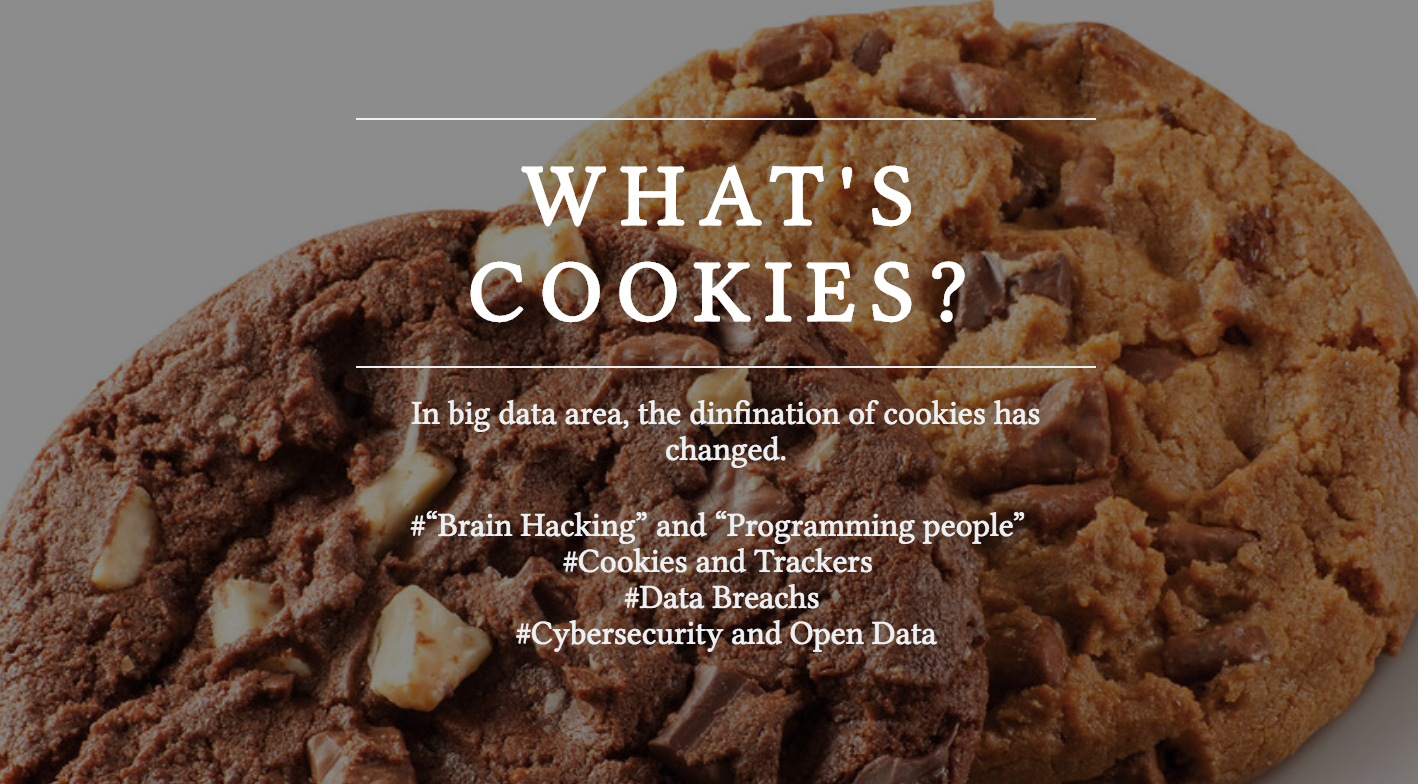 WHAT'S
COOKIES?
In big data area, the dinfination of cookies has
changed.
#“Brain Hacking” and “Programming people”
#Cookies and Trackers
#Data Breachs
#Cybersecurity and Open Data